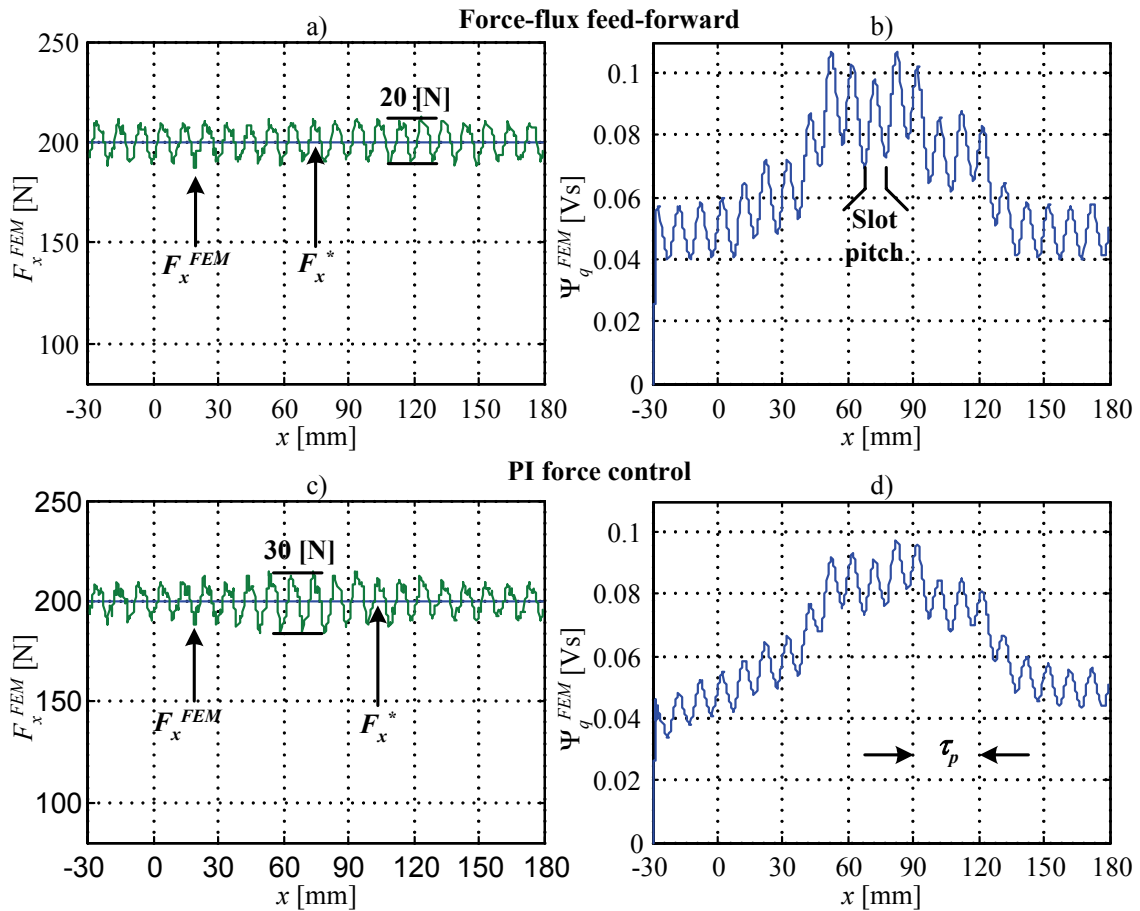 Force-flux feed-forward
a)
250
200
150
100
F_x^FEM [N]
20 [N]
F_x^FEM
F_x^*
-30 0 30 60 90 120 150 180
x [mm]
b)
0.1
0.08
0.06
0.04
0.02
0
Ψ_q^FEM [Vs]
Slot
pitch
-30 0 30 60 90 120 150 180
x [mm]
PI force control
c)
250
200
150
100
F_x^FEM [N]
30 [N]
F_x^FEM
F_x^*
-30 0 30 60 90 120 150 180
x [mm]
d)
0.1
0.08
0.06
0.04
0.02
0
Ψ_q^FEM [Vs]
τ_p
-30 0 30 60 90 120 150 180
x [mm]